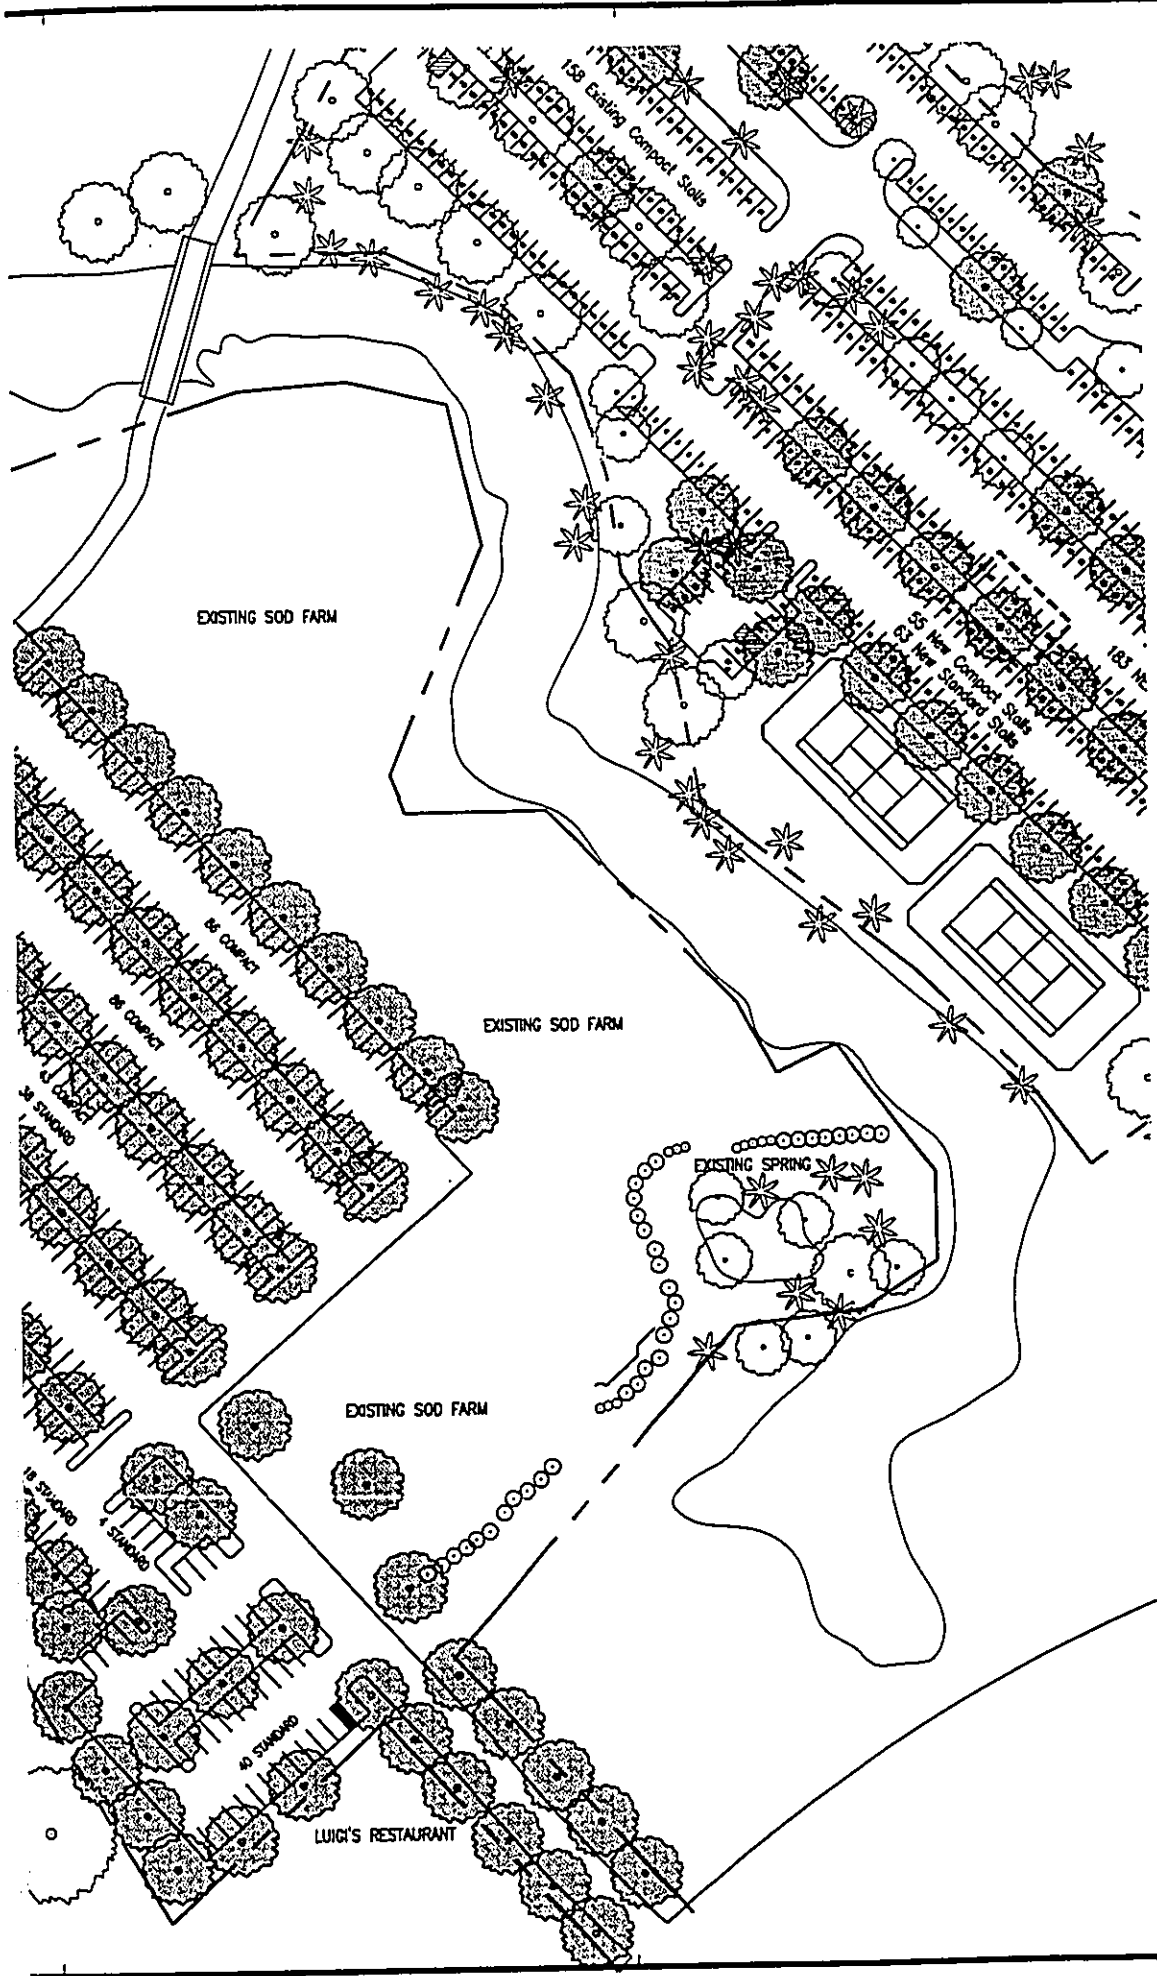 158 Existing Compact Stalls
EXISTING SOD FARM
55 New Compact Stalls
63 New Standard Stalls
183 NE
86 COMPACT
EXISTING SOD FARM
86 COMPACT
COMPACT
38 STANDARD
EXISTING SPRING
EXISTING SOD FARM
18 STANDARD
4 STANDARD
40 STANDARD
LUIGI'S RESTAURANT